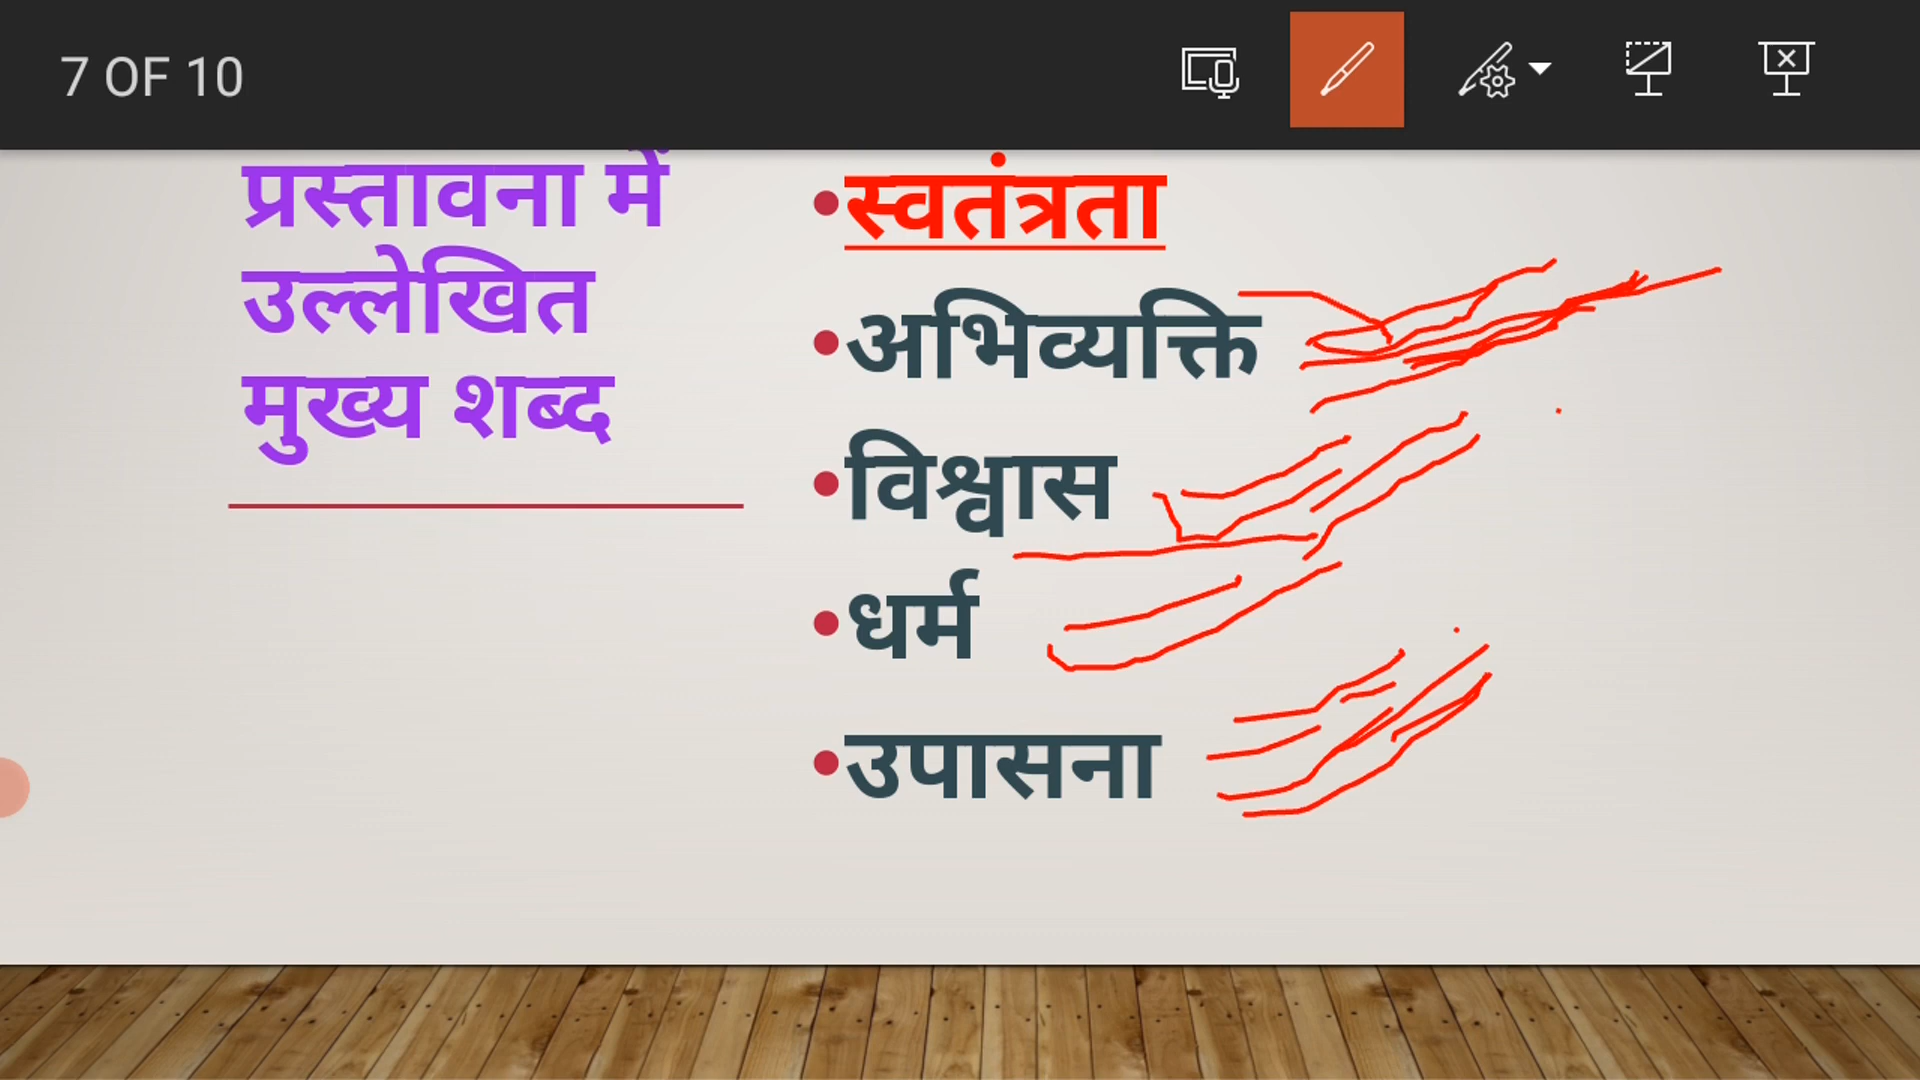 7 OF 10
प्रस्तावना में
उल्लेखित
मुख्य शब्द
•स्वतंत्रता
•अभिव्यक्ति
•विश्वास
•धर्म
•उपासना